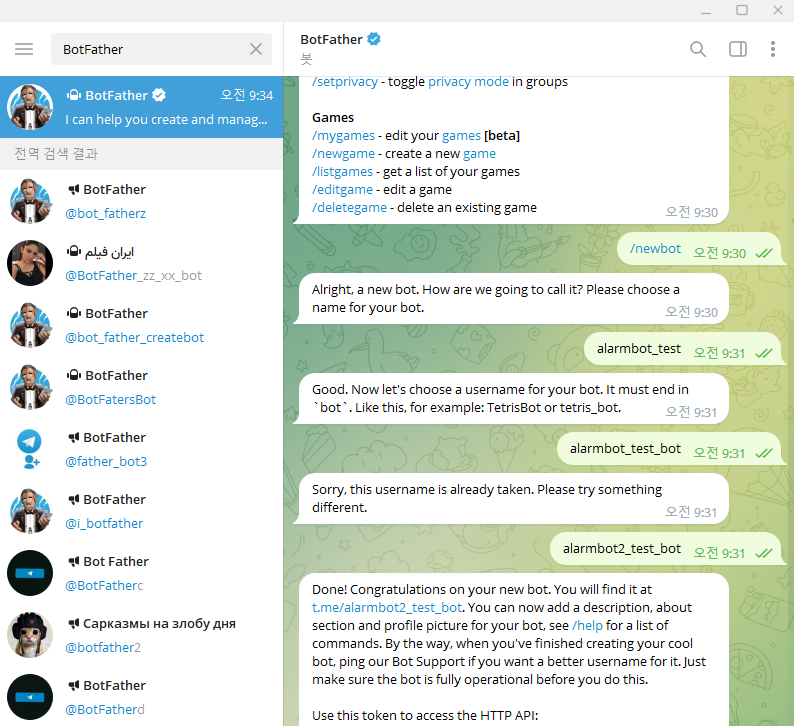 BotFather
BotFather
봇
BotFather
오전 9:34
I can help you create and manag...
전역 검색 결과
BotFather
@bot_fatherz
ایران فیلم
@BotFather_zz_xx_bot
BotFather
@bot_father_createbot
BotFather
@BotFatersBot
BotFather
@father_bot3
BotFather
@i_botfather
Bot Father
@BotFatherc
Сарказмы на злобу дня
@botfather2
BotFather
@BotFatherd
/setprivacy - toggle privacy mode in groups
Games
/mygames - edit your games [beta]
/newgame - create a new game
/listgames - get a list of your games
/editgame - edit a game
/deletegame - delete an existing game
오전 9:30
/newbot 오전 9:30
Alright, a new bot. How are we going to call it? Please choose a
name for your bot.
오전 9:30
alarmbot_test 오전 9:31
Good. Now let's choose a username for your bot. It must end in
`bot`. Like this, for example: TetrisBot or tetris_bot.
오전 9:31
alarmbot_test_bot 오전 9:31
Sorry, this username is already taken. Please try something
different.
오전 9:31
alarmbot2_test_bot 오전 9:31
Done! Congratulations on your new bot. You will find it at
t.me/alarmbot2_test_bot. You can now add a description, about
section and profile picture for your bot, see /help for a list of
commands. By the way, when you've finished creating your cool
bot, ping our Bot Support if you want a better username for it. Just
make sure the bot is fully operational before you do this.
Use this token to access the HTTP API: